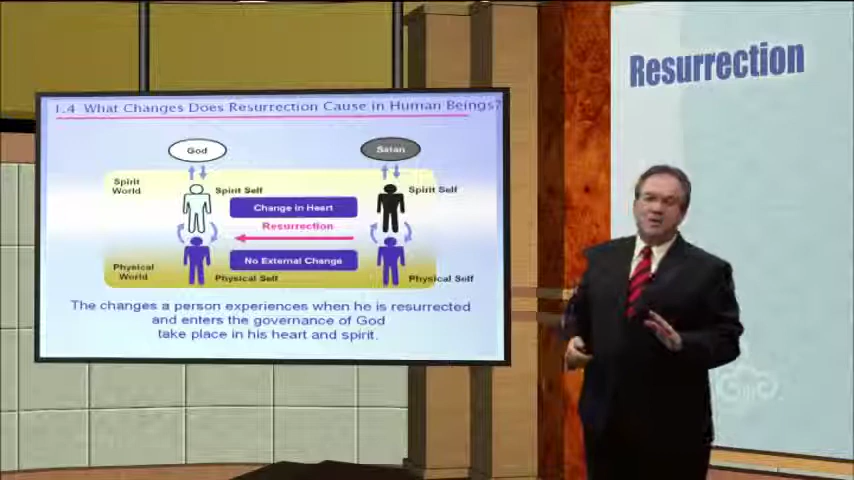 Resurrection
1.4 What Changes Does Resurrection Cause in Human Beings?
God
Satan
Spirit World
Spirit Self
Spirit Self
Change in Heart
Resurrection
No External Change
Physical World
Physical Self
Physical Self
The changes a person experiences when he is resurrected
and enters the governance of God
take place in his heart and spirit.